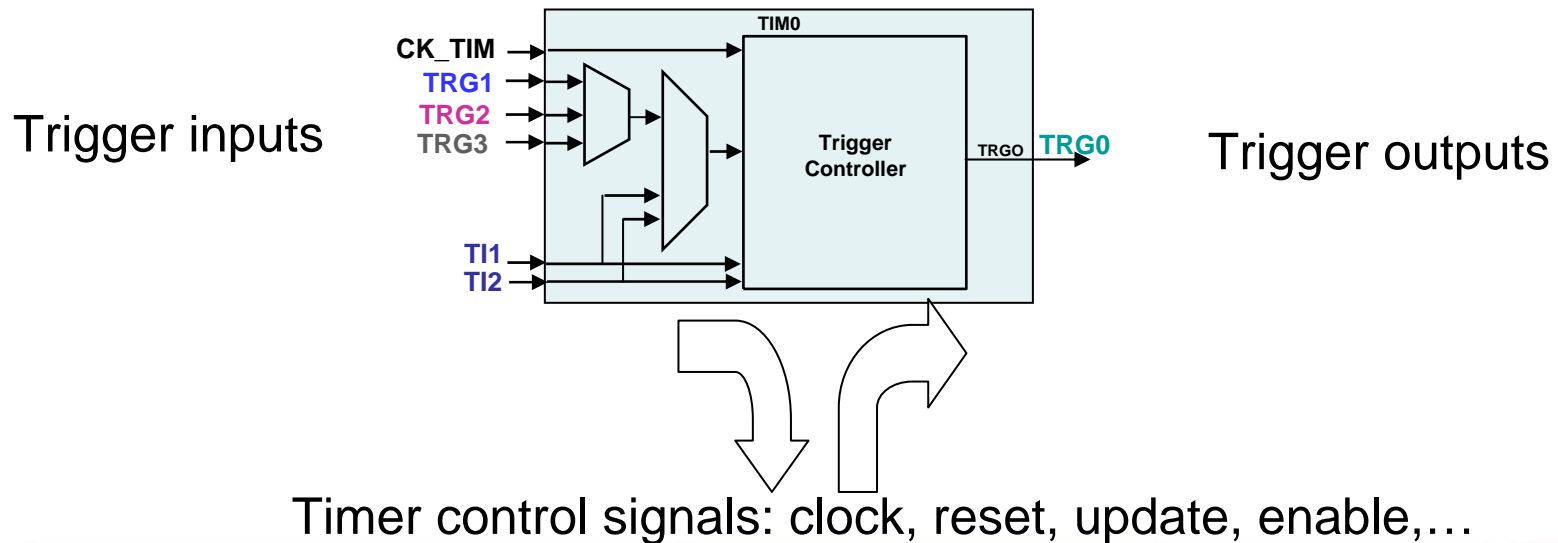 TIM0
CK_TIM
TRG1
TRG2
TRG3
Trigger inputs
Trigger
Controller
TRGO
TRG0
Trigger outputs
TI1
TI2
Timer control signals: clock, reset, update, enable,…